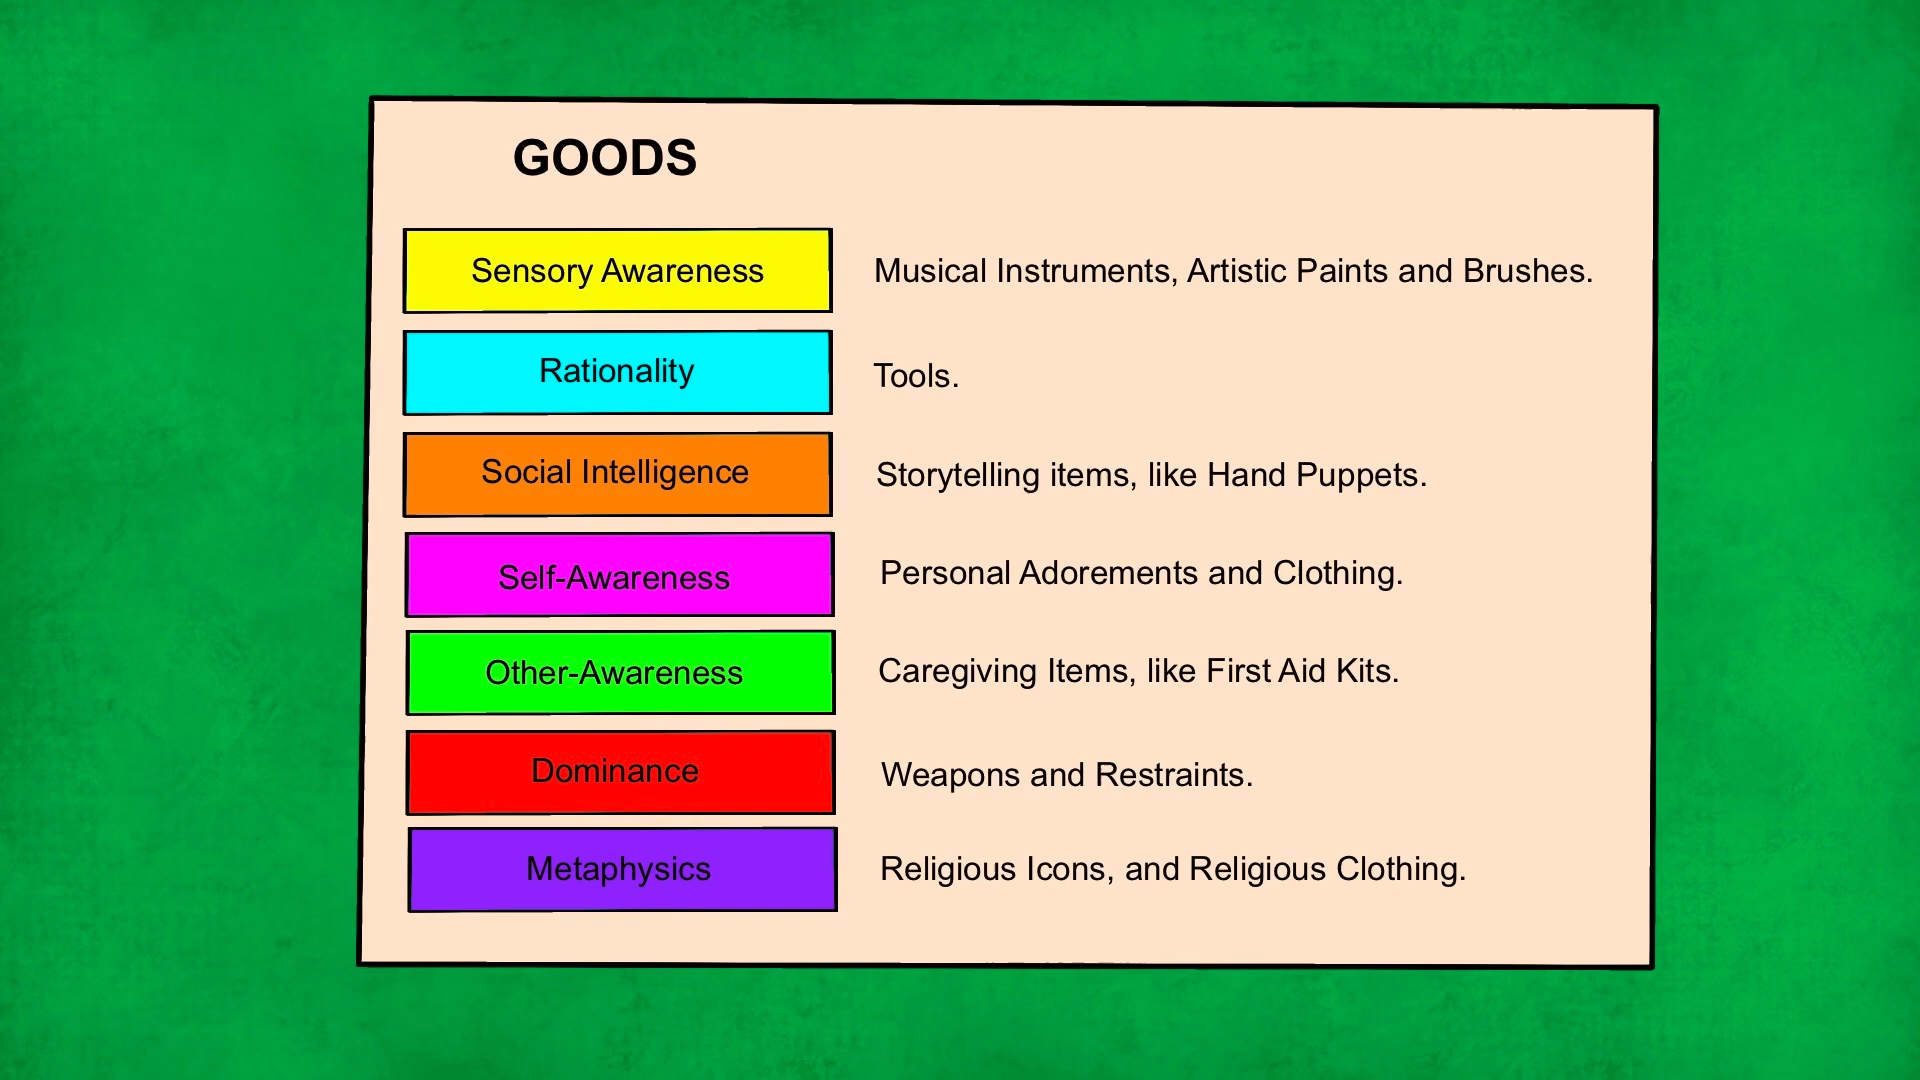 GOODS
Sensory Awareness
Musical Instruments, Artistic Paints and Brushes.
Rationality
Tools.
Social Intelligence
Storytelling items, like Hand Puppets.
Self-Awareness
Personal Adorements and Clothing.
Other-Awareness
Caregiving Items, like First Aid Kits.
Dominance
Weapons and Restraints.
Metaphysics
Religious Icons, and Religious Clothing.